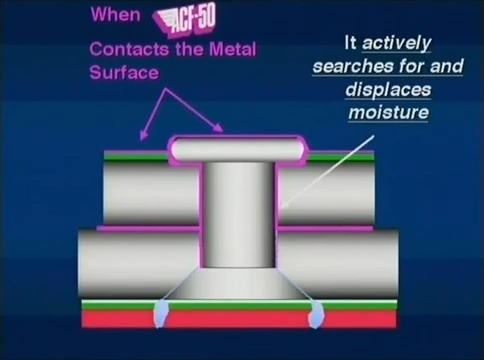 When ACF-50
Contacts the Metal
Surface
It actively
searches for and
displaces
moisture